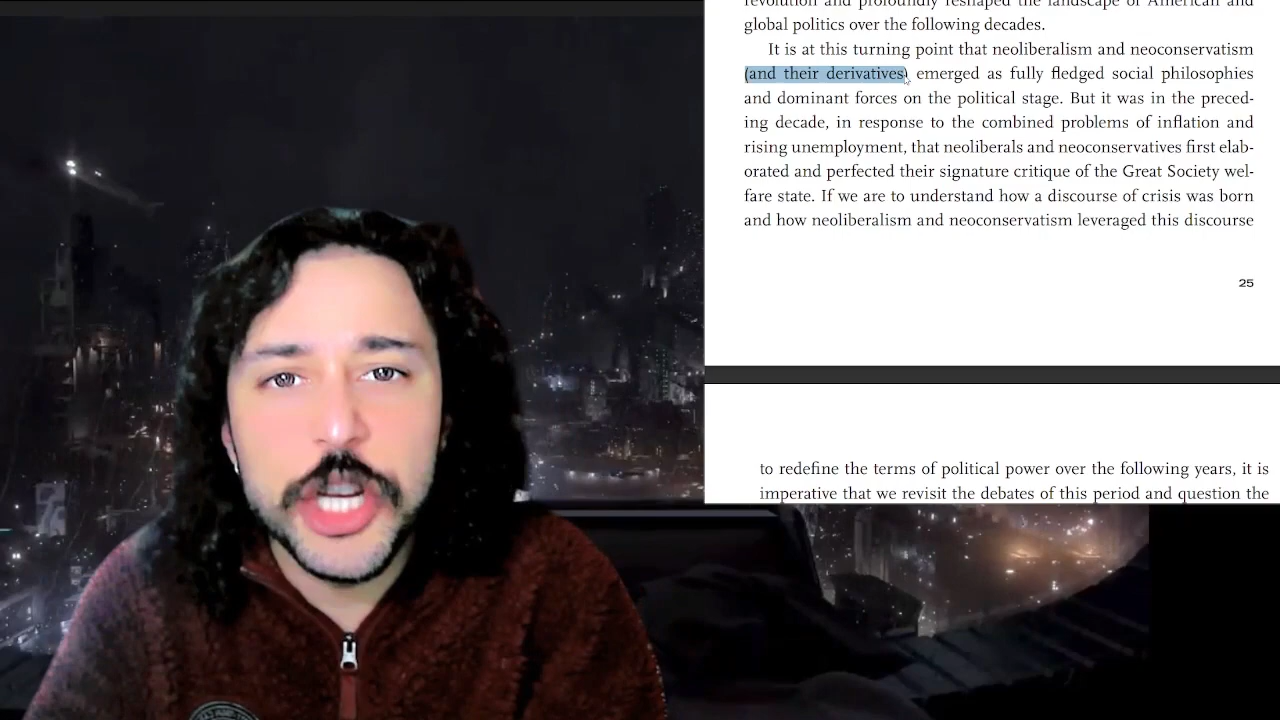 revolution and profoundly reshaped the landscape of American and
global politics over the following decades.
It is at this turning point that neoliberalism and neoconservatism
(and their derivatives) emerged as fully fledged social philosophies
and dominant forces on the political stage. But it was in the preced-
ing decade, in response to the combined problems of inflation and
rising unemployment, that neoliberals and neoconservatives first elab-
orated and perfected their signature critique of the Great Society wel-
fare state. If we are to understand how a discourse of crisis was born
and how neoliberalism and neoconservatism leveraged this discourse
25
to redefine the terms of political power over the following years, it is
imperative that we revisit the debates of this period and question the